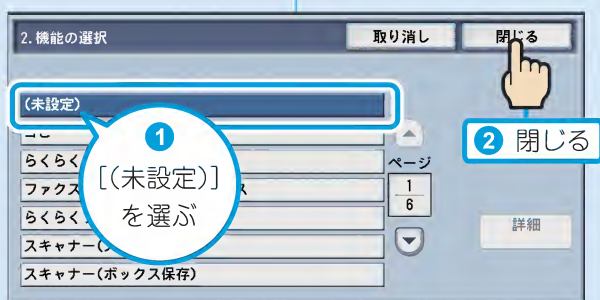 2.機能の選択
取り消し
閉じる
(未設定)
1
[(未設定)]
を選ぶ
2 閉じる
らくらく
ページ
ファクス
ス
1
6
らくらく
詳細
スキャナー(
スキャナー(ボックス保存)